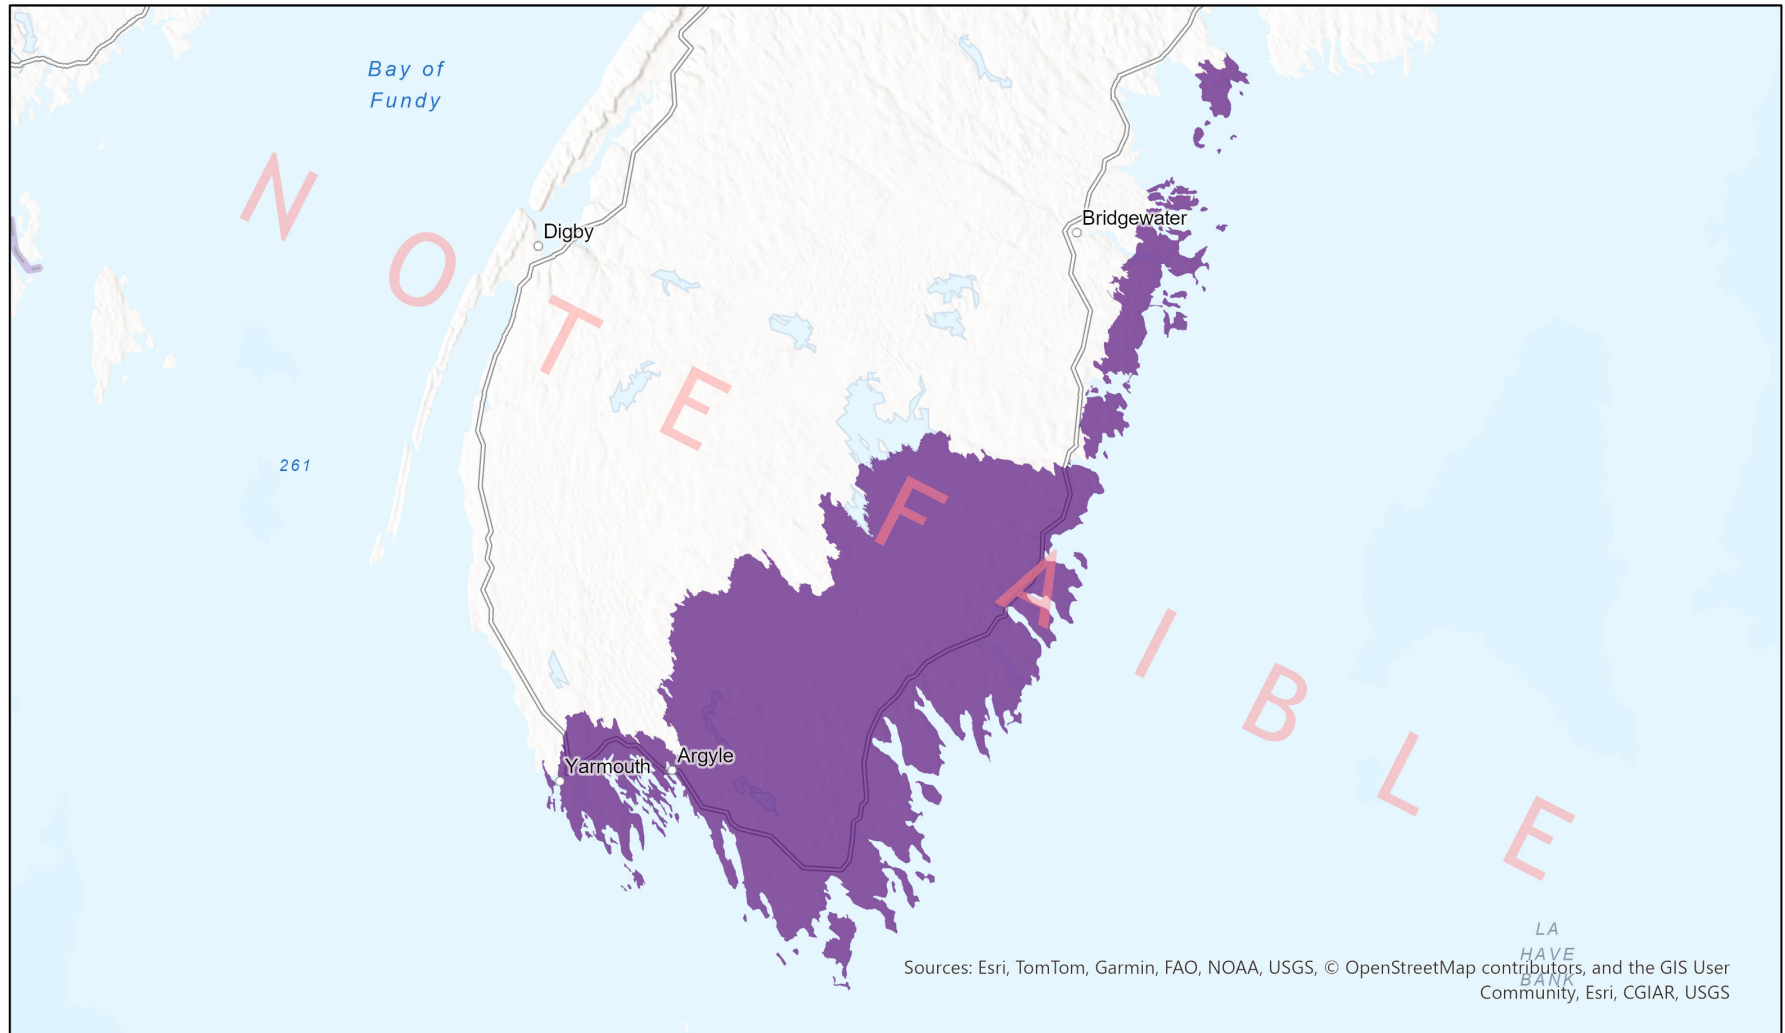 Bay of
Fundy
NOTE FAIBLE
Digby
Bridgewater
261
Argyle
Yarmouth
LA
HAVE
BANK
Sources: Esri, TomTom, Garmin, FAO, NOAA, USGS, © OpenStreetMap contributors, and the GIS User
Community, Esri, CGIAR, USGS